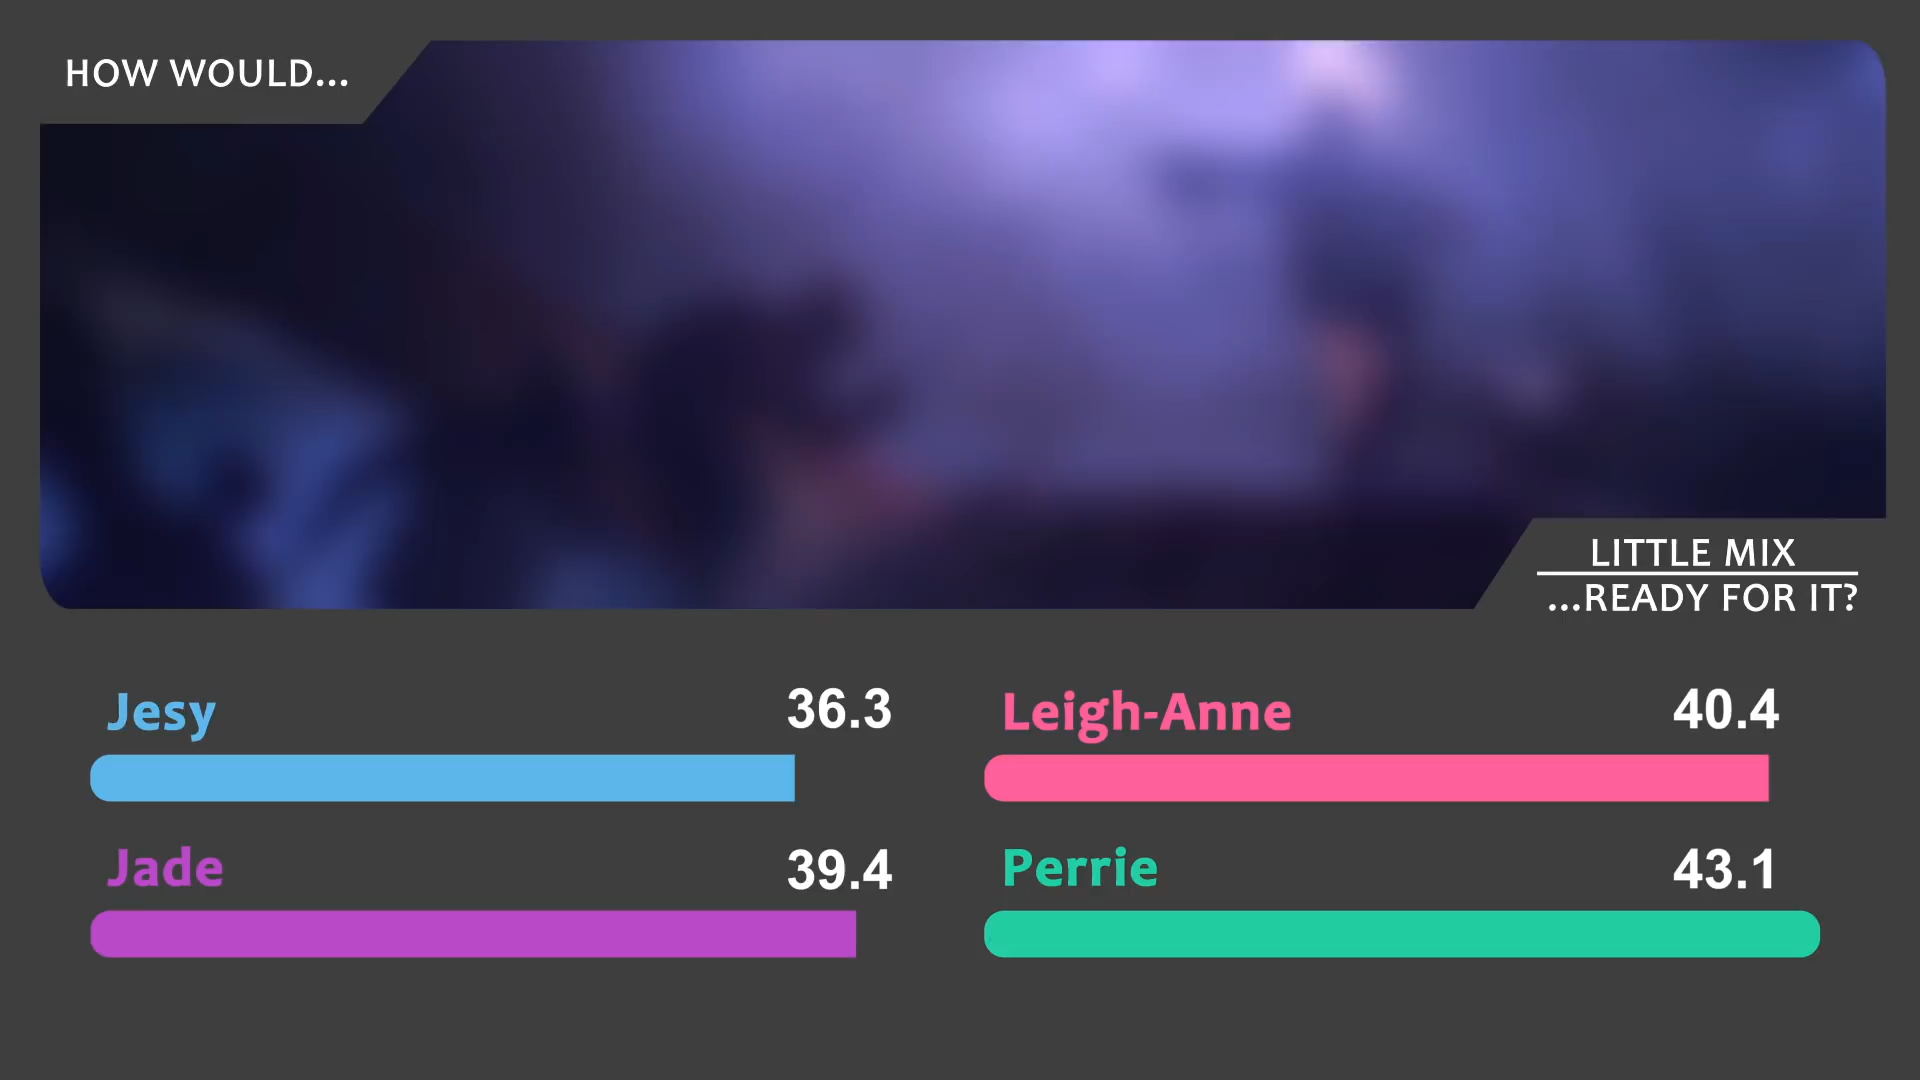 HOW WOULD...
LITTLE MIX
...READY FOR IT?
Jesy 36.3
Leigh-Anne 40.4
Jade 39.4
Perrie 43.1